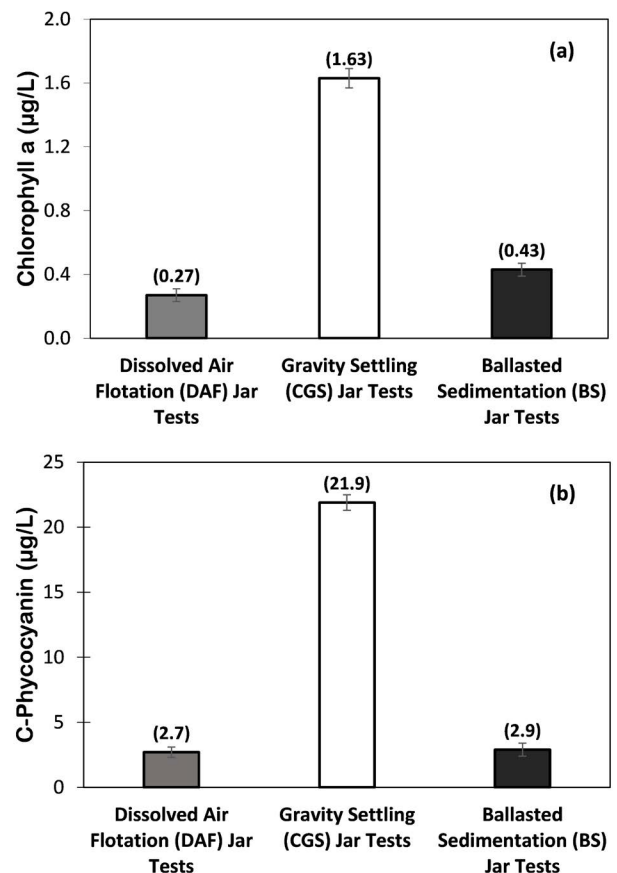 2.0
(a)
(1.63)
1.6
1.2
0.8
(0.43)
0.4
(0.27)
0.0
Chlorophyll a (µg/L)
Dissolved Air
Flotation (DAF) Jar
Tests
Gravity Settling
(CGS) Jar Tests
Ballasted
Sedimentation (BS)
Jar Tests
25
(b)
(21.9)
20
15
10
5
(2.7)
(2.9)
0
C-Phycocyanin (µg/L)
Dissolved Air
Flotation (DAF) Jar
Tests
Gravity Settling
(CGS) Jar Tests
Ballasted
Sedimentation (BS)
Jar Tests